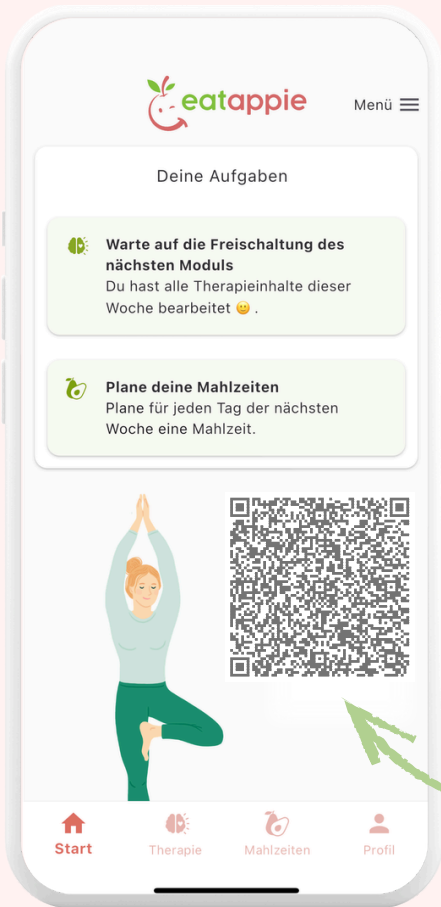 eatappie
Menü
Deine Aufgaben
Warte auf die Freischaltung des
nächsten Moduls
Du hast alle Therapieinhalte dieser
Woche bearbeitet 🙂 .
Plane deine Mahlzeiten
Plane für jeden Tag der nächsten
Woche eine Mahlzeit.
Start
Therapie
Mahlzeiten
Profil